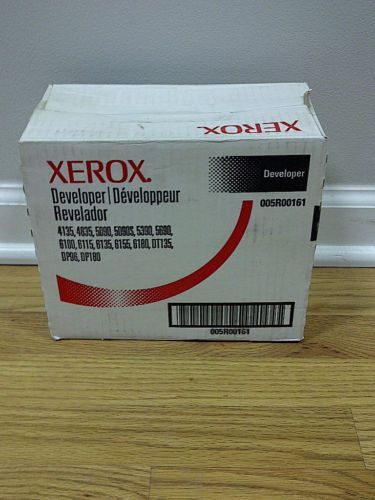 XEROX
XEROX.
Developer
Developer | Développeur
Revelador
005R00161
4135, 4635, 5090, 5090S, 5390, 5690,
6100, 6115, 6135, 6155, 6180, DT135,
DP96, DP180
005R00161